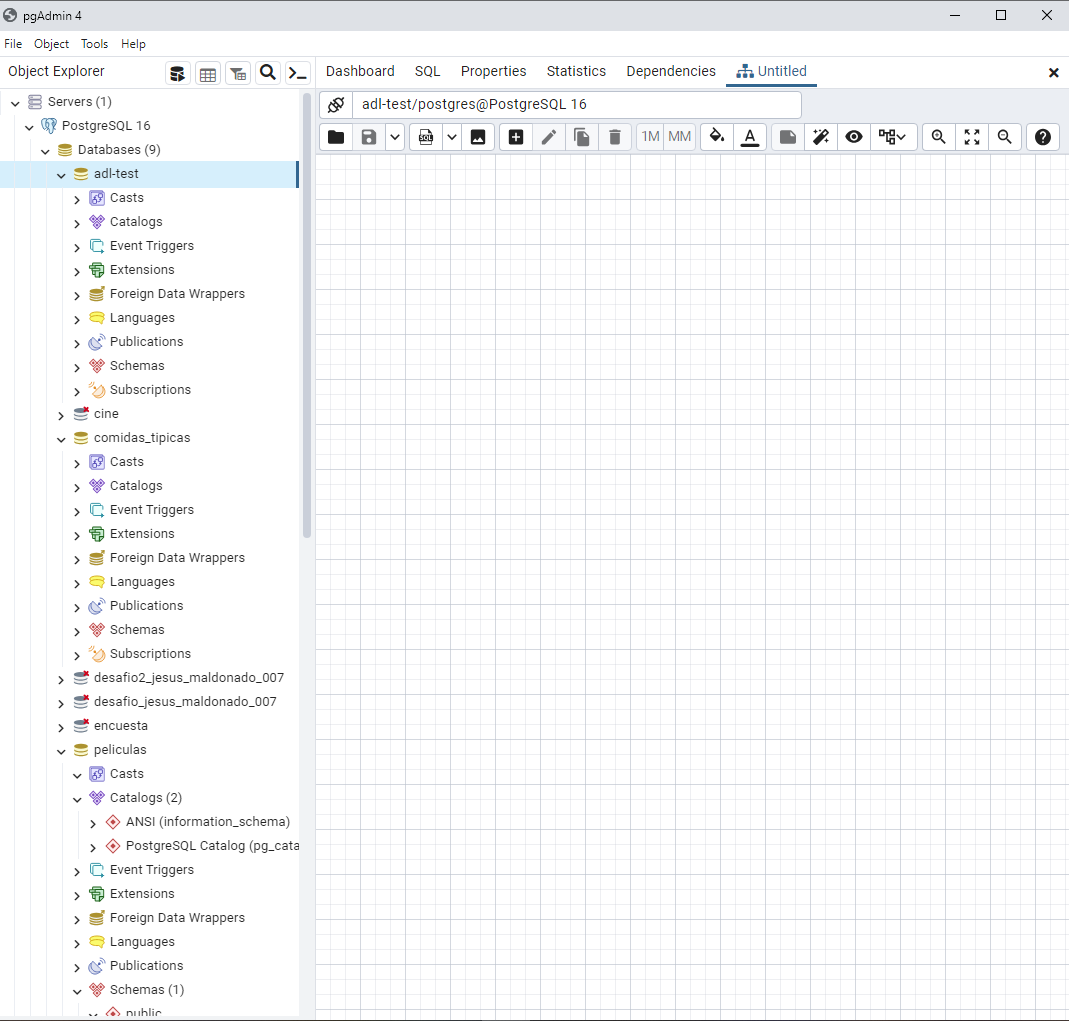 pgAdmin 4
File Object Tools Help
Object Explorer
Dashboard SQL Properties Statistics Dependencies Untitled
adl-test/postgres@PostgreSQL 16
SQL 1M MM A
Servers (1)
PostgreSQL 16
Databases (9)
adl-test
Casts
Catalogs
Event Triggers
Extensions
Foreign Data Wrappers
Languages
Publications
Schemas
Subscriptions
cine
comidas_tipicas
Casts
Catalogs
Event Triggers
Extensions
Foreign Data Wrappers
Languages
Publications
Schemas
Subscriptions
desafio2_jesus_maldonado_007
desafio_jesus_maldonado_007
encuesta
peliculas
Casts
Catalogs (2)
ANSI (information_schema)
PostgreSQL Catalog (pg_cata
Event Triggers
Extensions
Foreign Data Wrappers
Languages
Publications
Schemas (1)
public